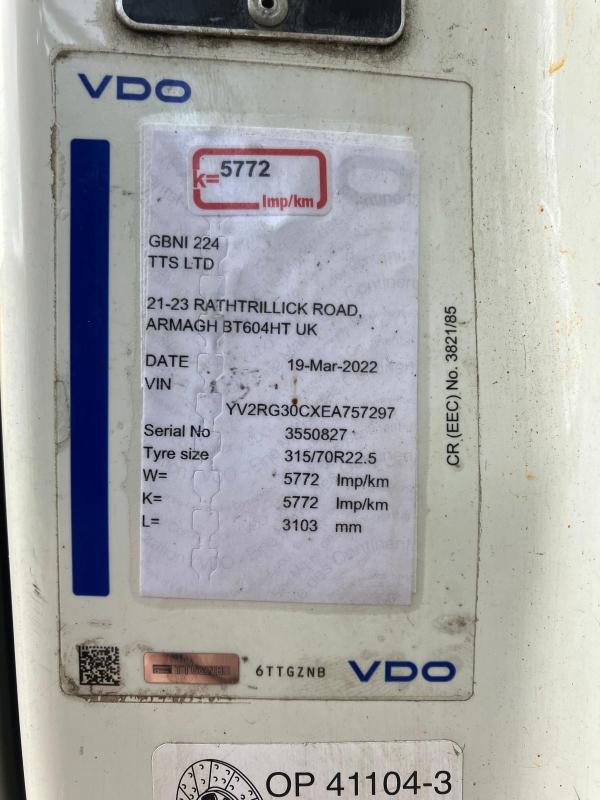 VDO
k= 5772
Imp/km
GBNI 224
TTS LTD
21-23 RATHTRILLICK ROAD,
ARMAGH BT604HT UK
DATE 19-Mar-2022
VIN
YV2RG30CXEA757297
Serial No 3550827
Tyre size 315/70R22.5
W= 5772 Imp/km
K= 5772 Imp/km
L= 3103 mm
CR (EEC) No. 3821/85
6TTGZNB
VDO
OP 41104-3